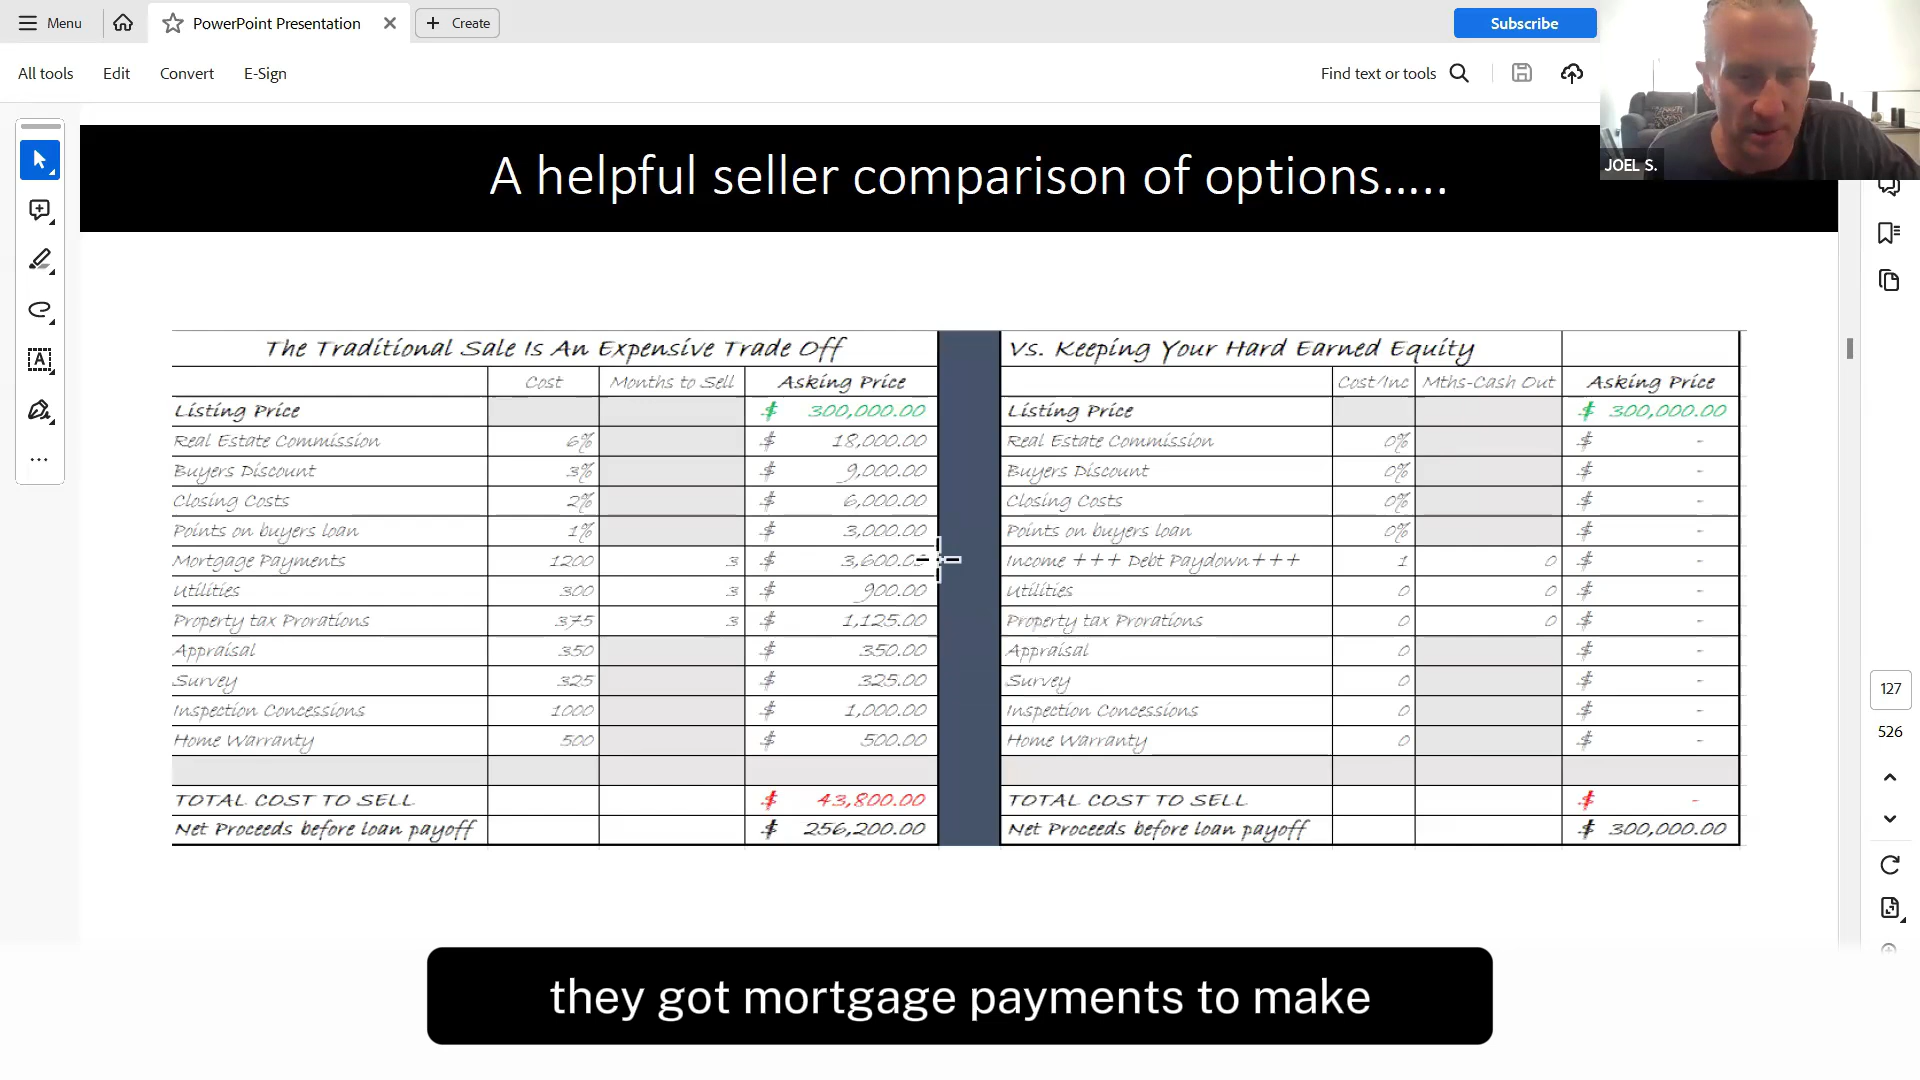 Menu
PowerPoint Presentation
Create
Subscribe
All tools Edit Convert E-Sign
Find text or tools
JOEL S.
A helpful seller comparison of options.....
The Traditional Sale Is An Expensive Trade Off
Cost Months to Sell Asking Price
Listing Price $ 300,000.00
Real Estate Commission 6% $ 18,000.00
Buyers Discount 3% $ 9,000.00
Closing Costs 2% $ 6,000.00
Points on buyers loan 1% $ 3,000.00
Mortgage Payments 1200 3 $ 3,600.00
Utilities 300 3 $ 900.00
Property tax Prorations 375 3 $ 1,125.00
Appraisal 350 $ 350.00
Survey 325 $ 325.00
Inspection Concessions 1000 $ 1,000.00
Home Warranty 500 $ 500.00
TOTAL COST TO SELL $ 43,800.00
Net Proceeds before loan payoff $ 256,200.00
Vs. Keeping Your Hard Earned Equity
Cost/Inc Mths-Cash Out Asking Price
Listing Price $ 300,000.00
Real Estate Commission 0% $ -
Buyers Discount 0% $ -
Closing Costs 0% $ -
Points on buyers loan 0% $ -
Income +++ Debt Paydown+++ 1 0 $ -
Utilities 0 0 $ -
Property tax Prorations 0 0 $ -
Appraisal 0 $ -
Survey 0 $ -
Inspection Concessions 0 $ -
Home Warranty 0 $ -
TOTAL COST TO SELL $ -
Net Proceeds before loan payoff $ 300,000.00
127
526
they got mortgage payments to make